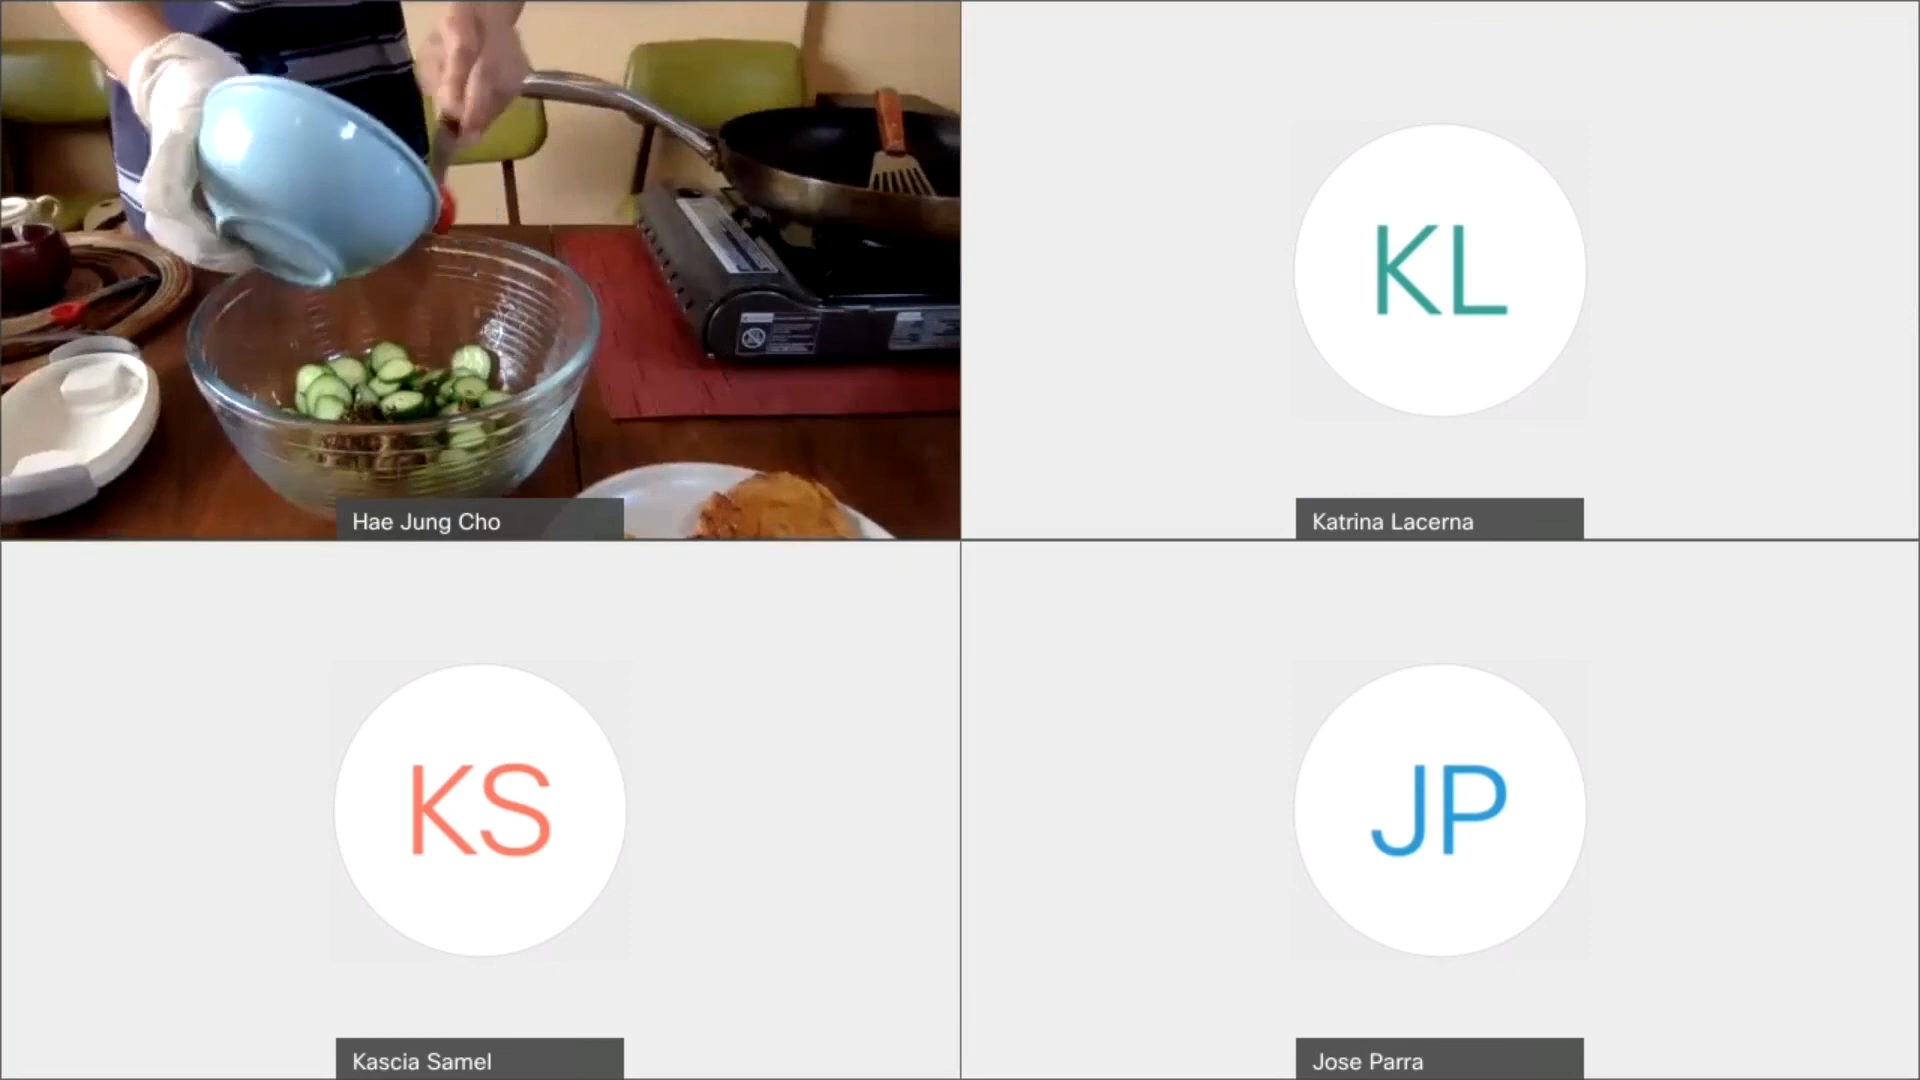 KL
Hae Jung Cho
Katrina Lacerna
KS
JP
Kascia Samel
Jose Parra